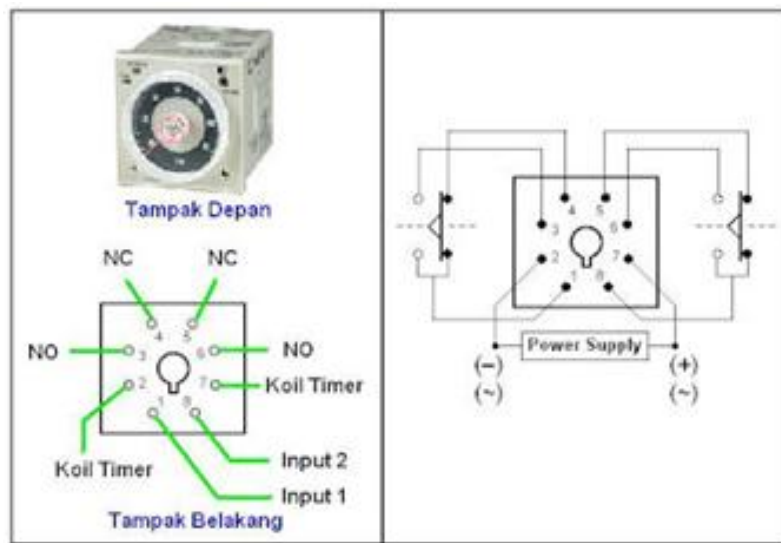 Tampak Depan
NC NC
4 5
NO 3 6 NO
2 7 Koil Timer
1 8
Koil Timer
Input 2
Input 1
Tampak Belakang
4 5
3 6
2 7
1 8
Power Supply
(−) (+)
(~) (~)